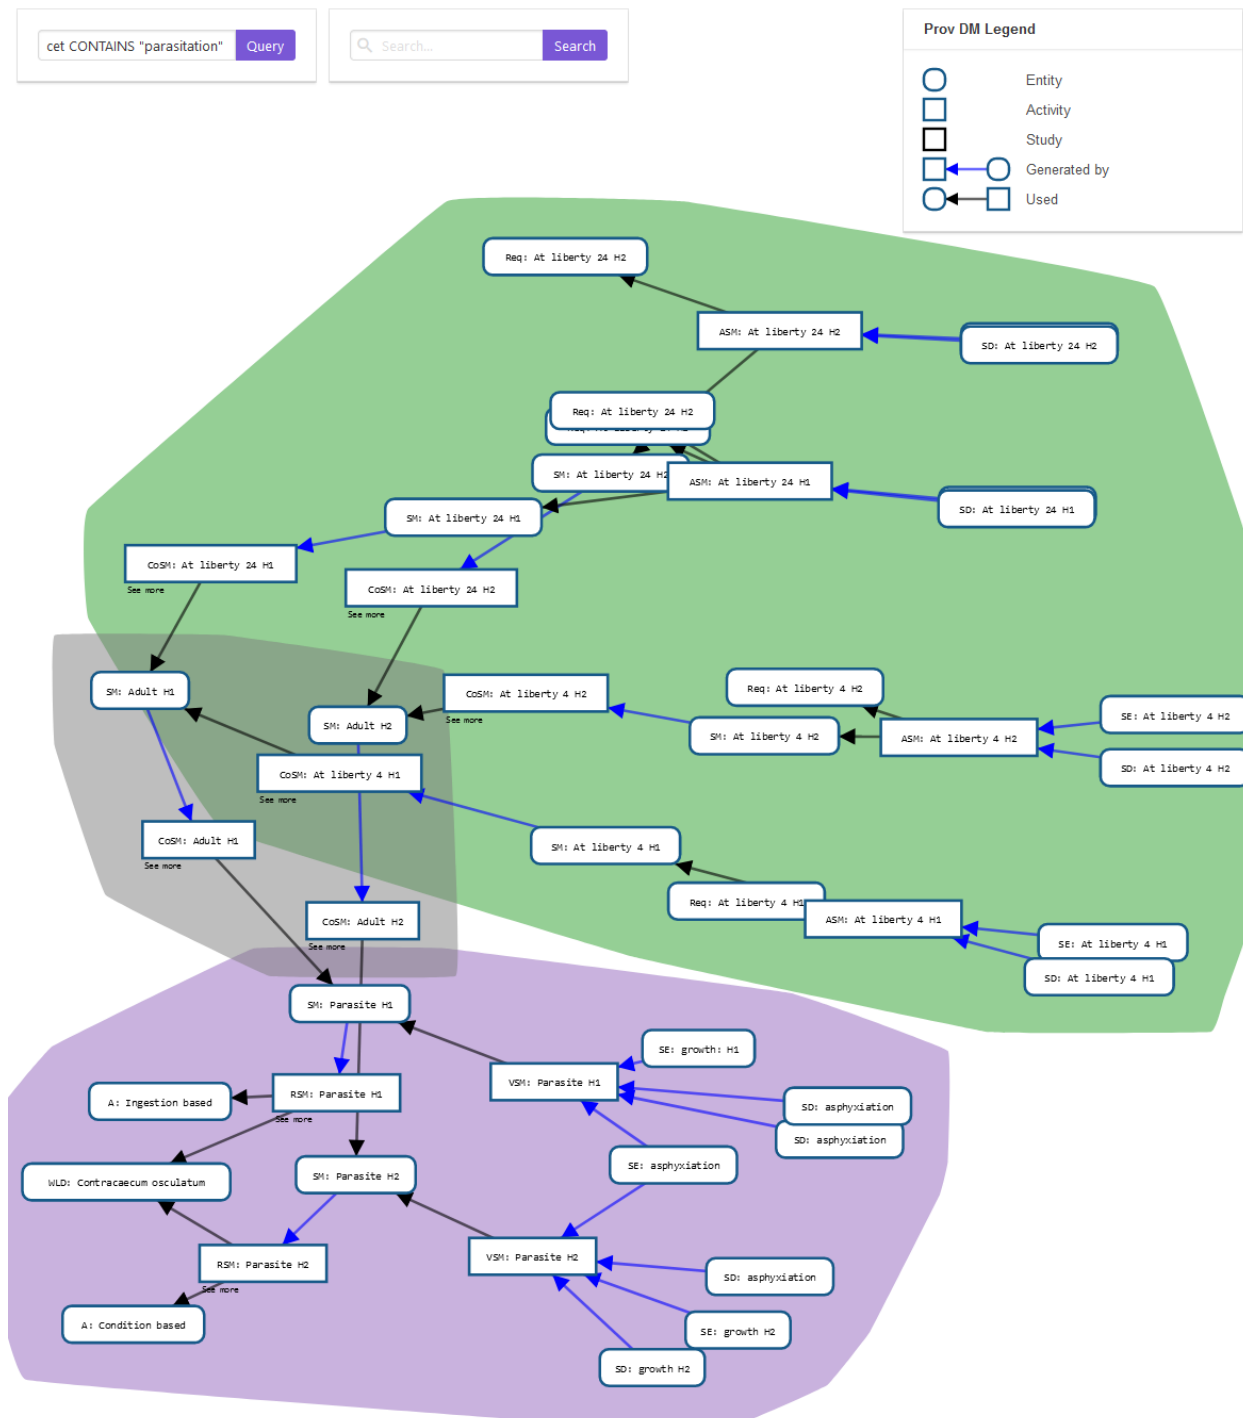 cet CONTAINS "parasitation"
Query
Search...
Search
Prov DM Legend
Entity
Activity
Study
Generated by
Used
Req: At liberty 24 H2
ASM: At liberty 24 H2
SD: At liberty 24 H2
Req: At liberty 24 H2
SM: At liberty 24 H2
ASM: At liberty 24 H1
SD: At liberty 24 H1
SM: At liberty 24 H1
CoSM: At liberty 24 H1
See more
CoSM: At liberty 24 H2
See more
SM: Adult H1
SM: Adult H2
CoSM: At liberty 4 H2
See more
Req: At liberty 4 H2
SM: At liberty 4 H2
ASM: At liberty 4 H2
SE: At liberty 4 H2
SD: At liberty 4 H2
CoSM: At liberty 4 H1
See more
CoSM: Adult H1
See more
SM: At liberty 4 H1
Req: At liberty 4 H1
ASM: At liberty 4 H1
SE: At liberty 4 H1
SD: At liberty 4 H1
CoSM: Adult H2
See more
SM: Parasite H1
RSM: Parasite H1
See more
A: Ingestion based
VSM: Parasite H1
SE: growth: H1
SD: asphyxiation
SD: asphyxiation
SE: asphyxiation
SM: Parasite H2
WLD: Contracaecum osculatum
RSM: Parasite H2
See more
A: Condition based
VSM: Parasite H2
SD: asphyxiation
SE: growth H2
SD: growth H2